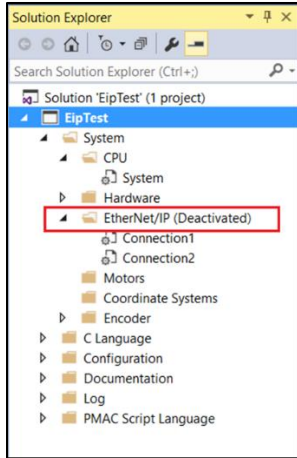 Solution Explorer
Search Solution Explorer (Ctrl+;)
Solution 'EipTest' (1 project)
EipTest
System
CPU
System
Hardware
EtherNet/IP (Deactivated)
Connection1
Connection2
Motors
Coordinate Systems
Encoder
C Language
Configuration
Documentation
Log
PMAC Script Language